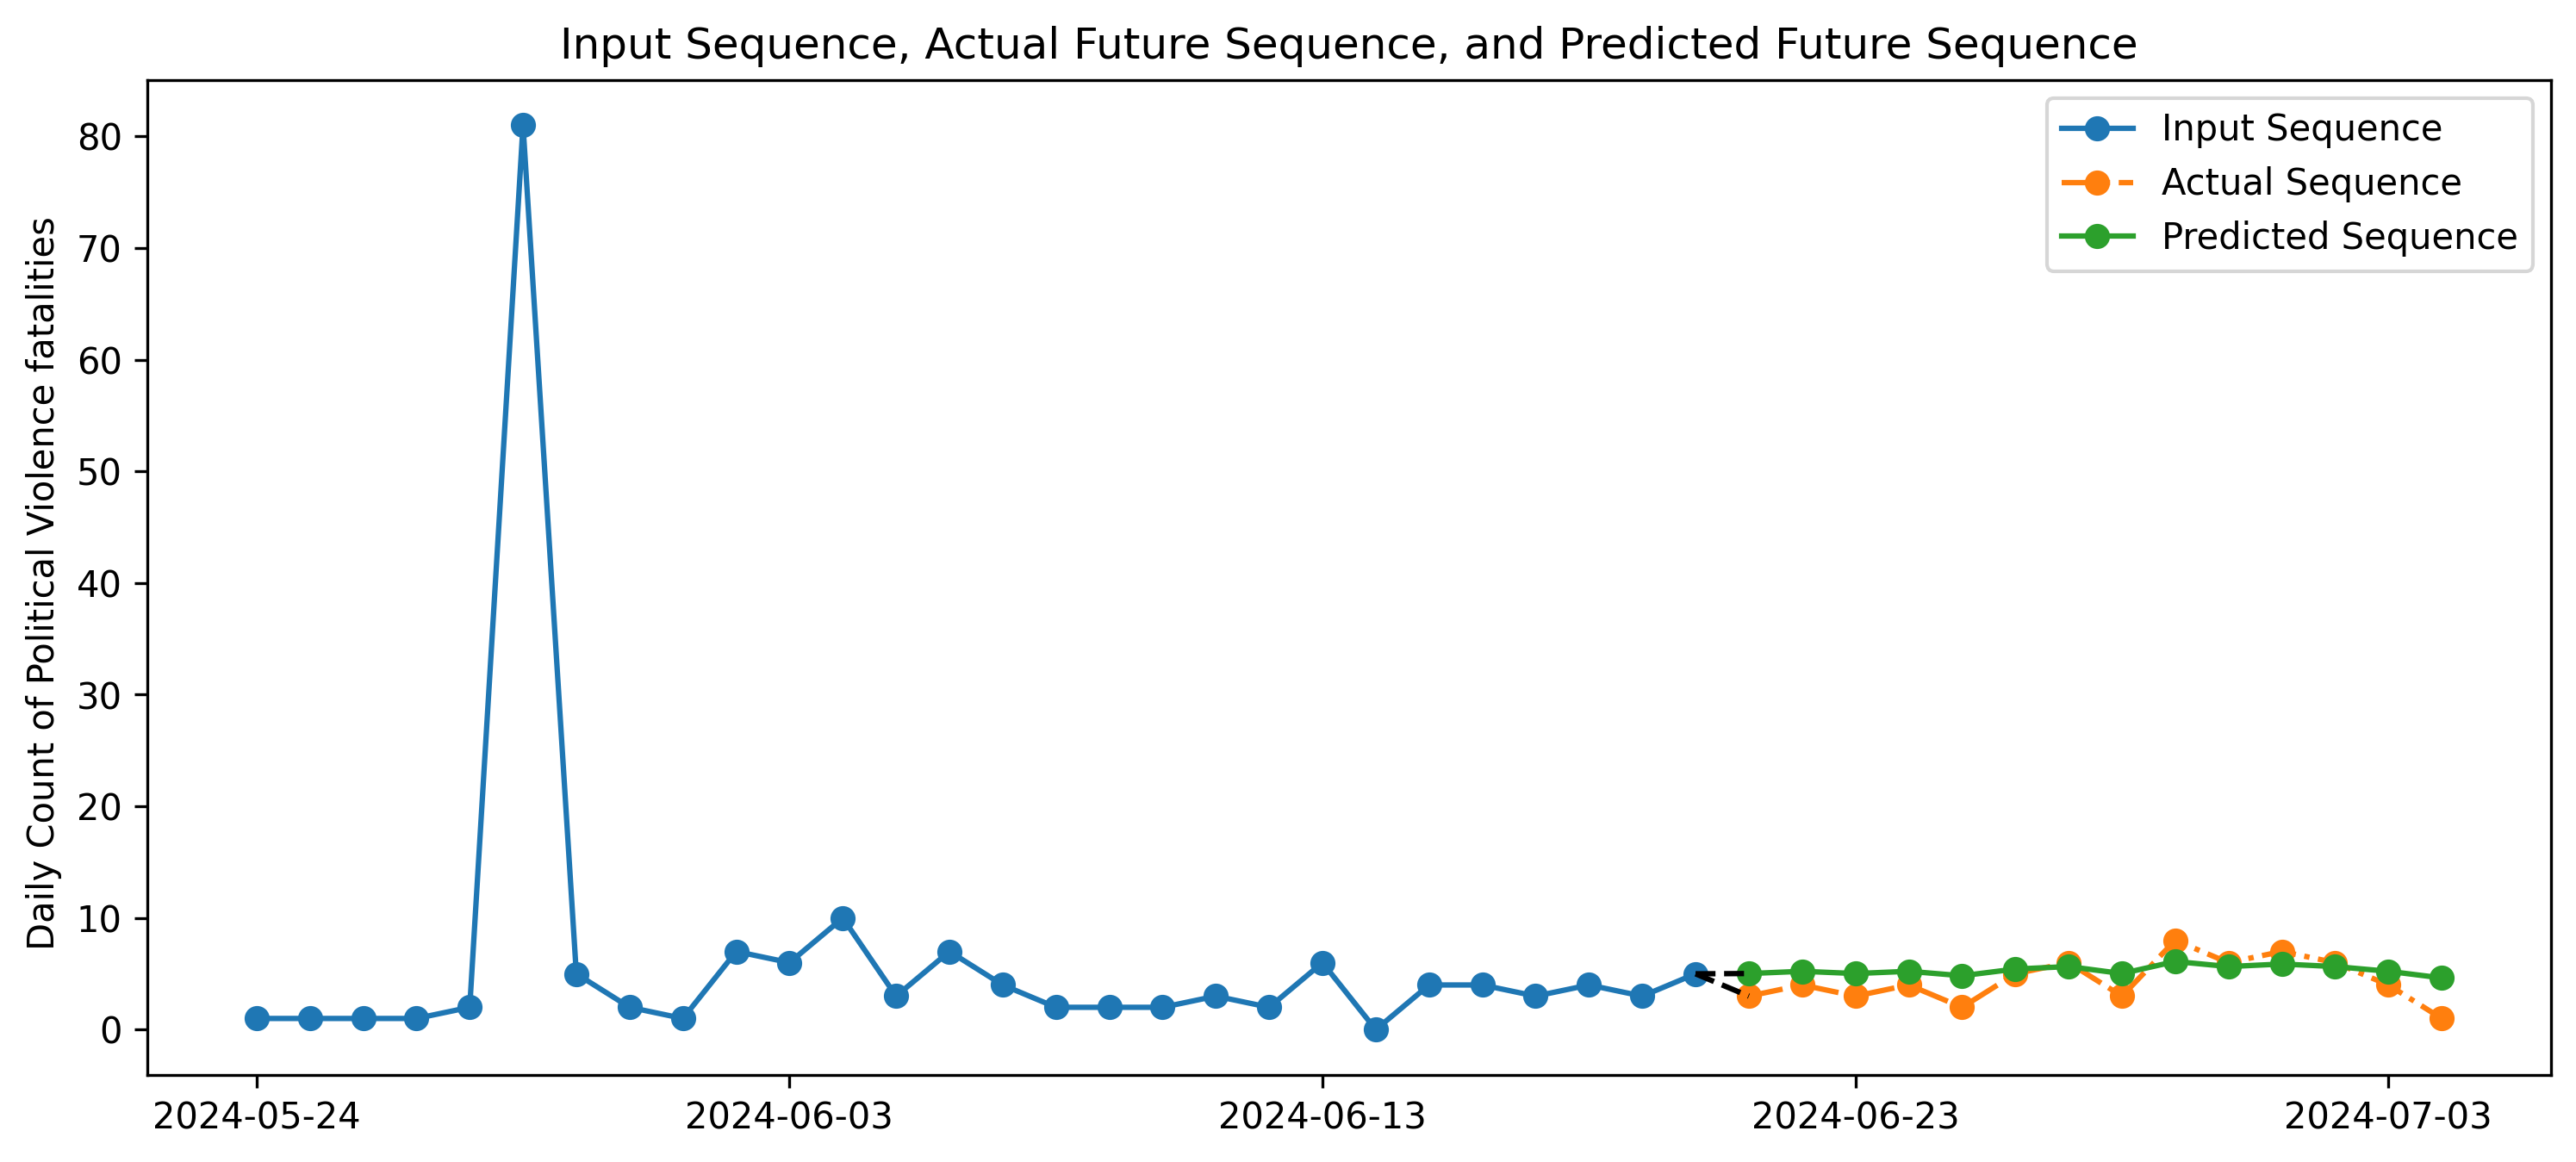 Input Sequence, Actual Future Sequence, and Predicted Future Sequence
Daily Count of Political Violence fatalities
80
70
60
50
40
30
20
10
0
Input Sequence
Actual Sequence
Predicted Sequence
2024-05-24
2024-06-03
2024-06-13
2024-06-23
2024-07-03